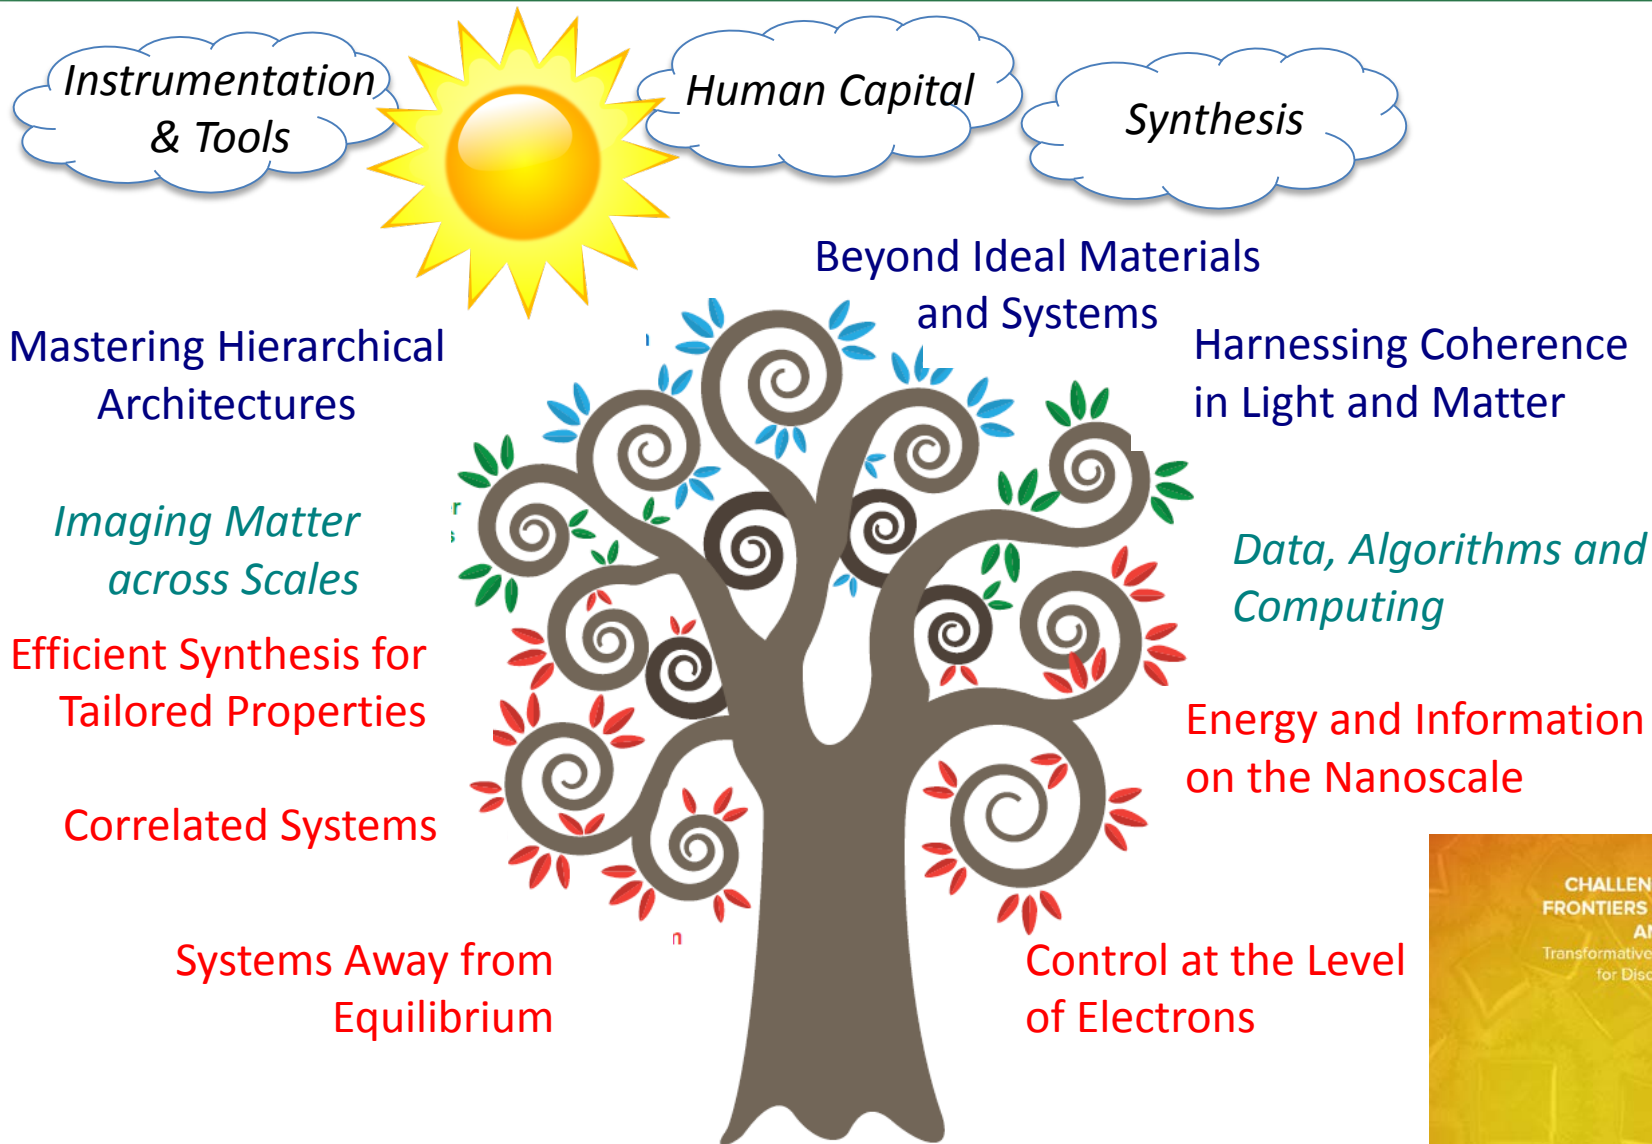 Instrumentation
& Tools
Human Capital
Synthesis
Beyond Ideal Materials
and Systems
Mastering Hierarchical
Architectures
Harnessing Coherence
in Light and Matter
Imaging Matter
across Scales
Data, Algorithms and
Computing
Efficient Synthesis for
Tailored Properties
Energy and Information
on the Nanoscale
Correlated Systems
Systems Away from
Equilibrium
Control at the Level
of Electrons
r
s
n
CHALLEN
FRONTIERS
AN
Transformative
for Disc